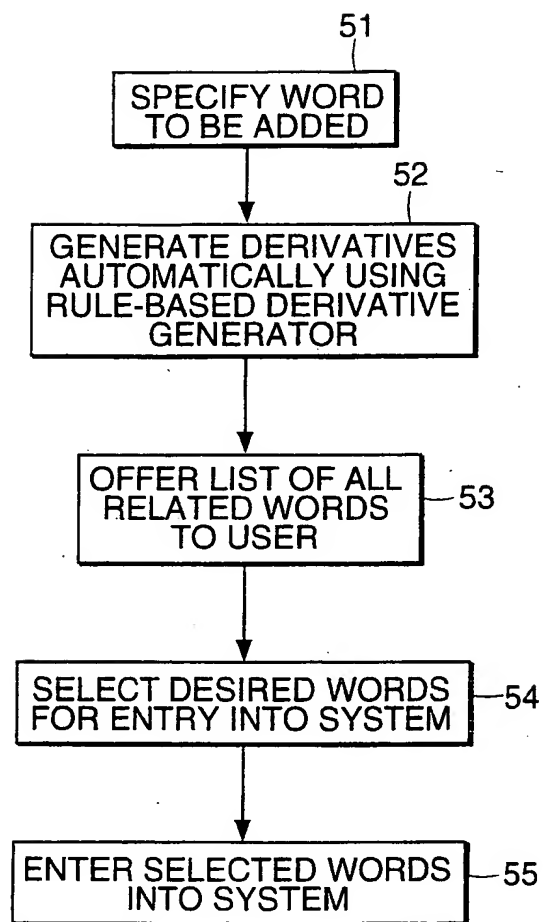 51
SPECIFY WORD
TO BE ADDED
52
GENERATE DERIVATIVES
AUTOMATICALLY USING
RULE-BASED DERIVATIVE
GENERATOR
OFFER LIST OF ALL
RELATED WORDS
TO USER
53
SELECT DESIRED WORDS
FOR ENTRY INTO SYSTEM
54
ENTER SELECTED WORDS
INTO SYSTEM
55